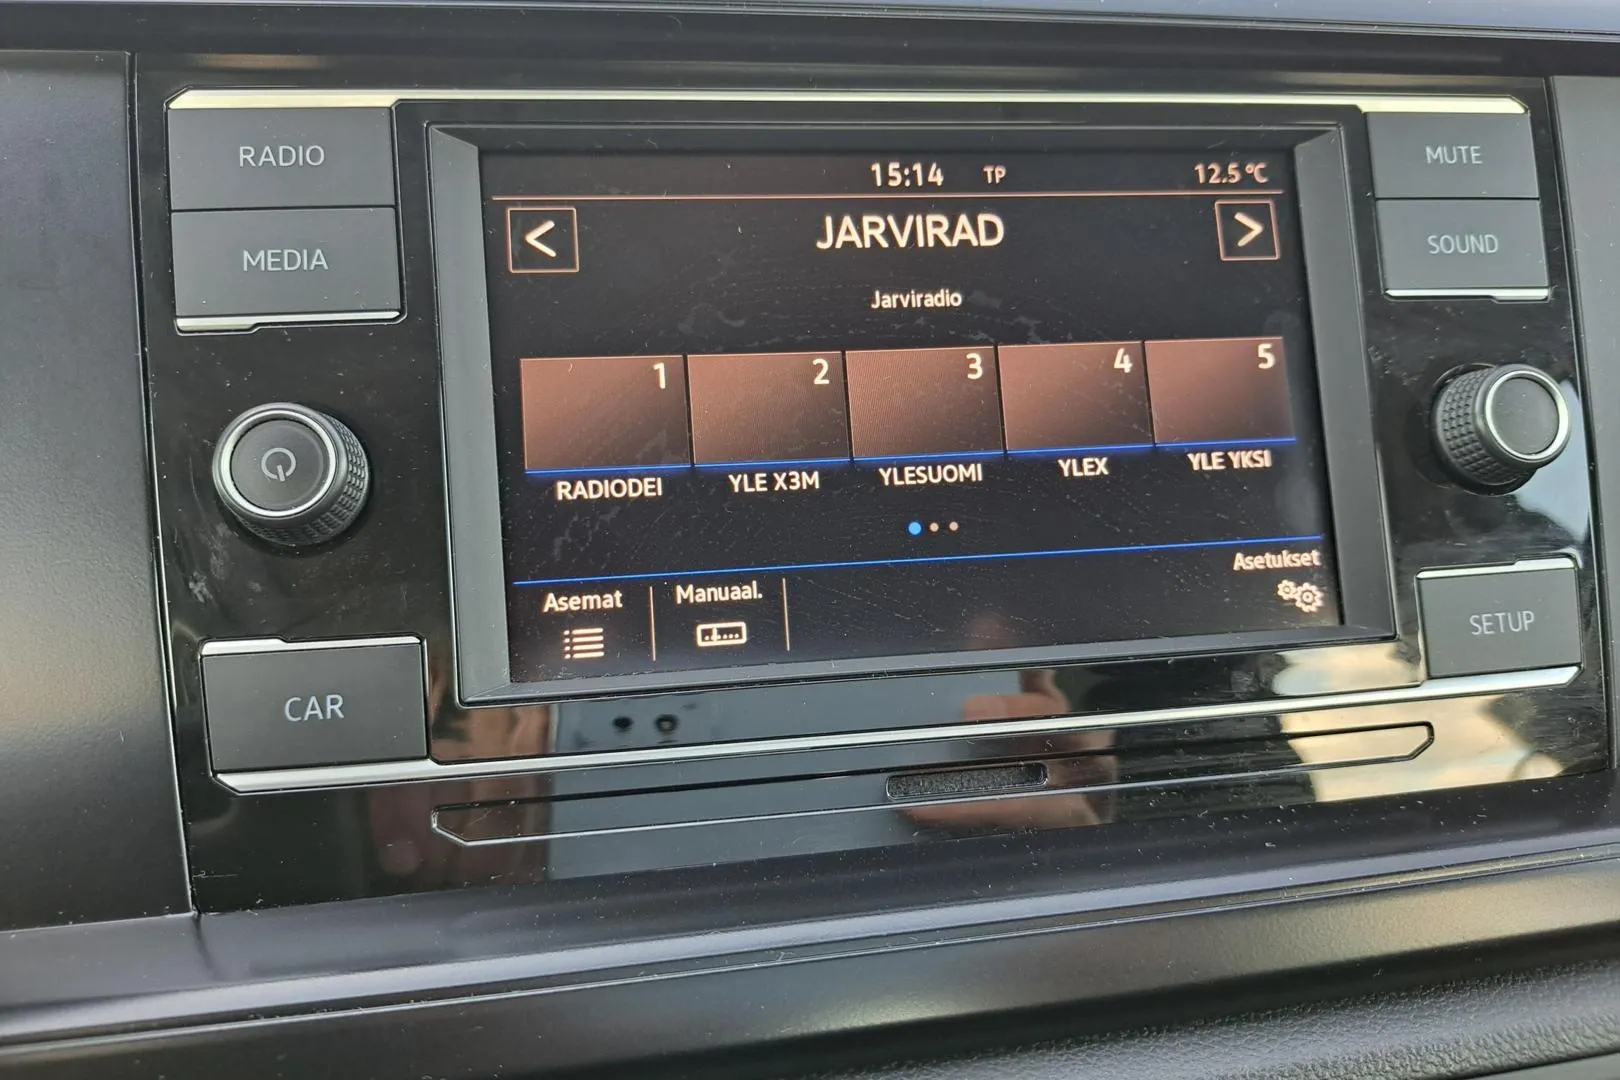 RADIO
MEDIA
CAR
15:14 TP 12.5 °C
JARVIRAD
Jarviradio
1 2 3 4 5
RADIODEI YLE X3M YLESUOMI YLEX YLE YKSI
Asemat Manuaal. Asetukset
MUTE
SOUND
SETUP